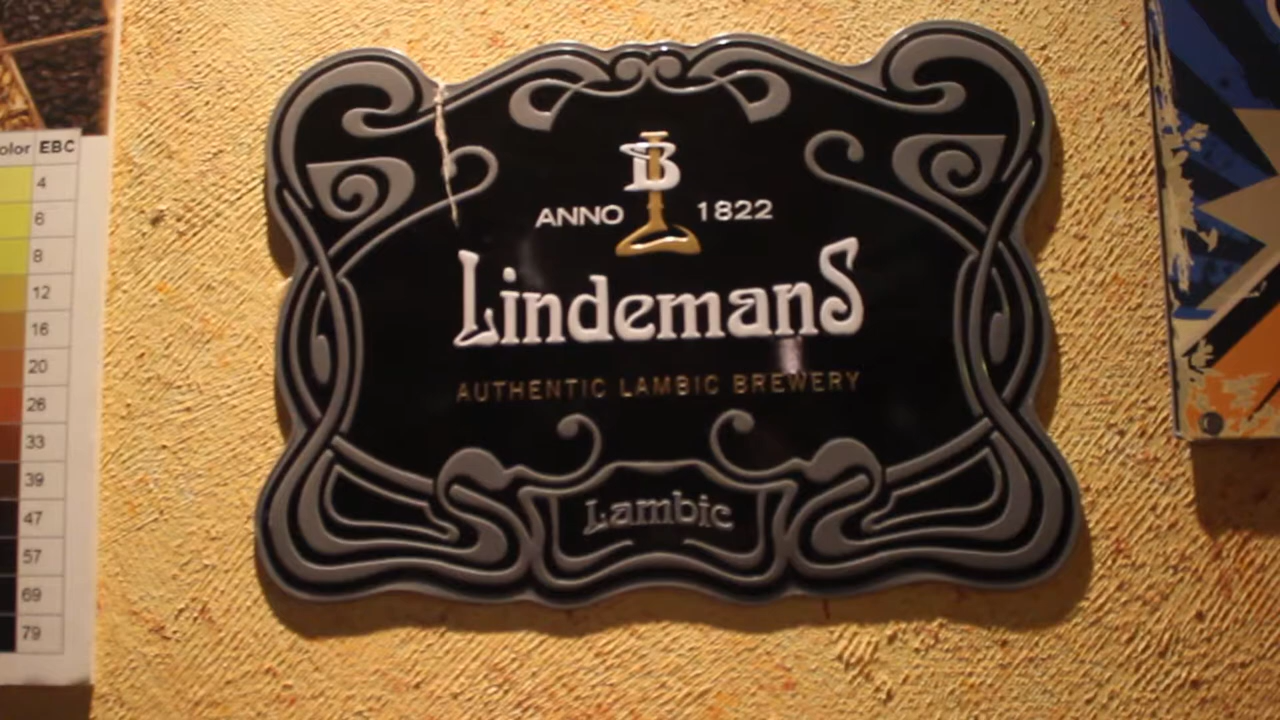 olor EBC
4
6
8
12
16
20
26
33
39
47
57
69
79
B
ANNO 1822
Lindemans
AUTHENTIC LAMBIC BREWERY
Lambic